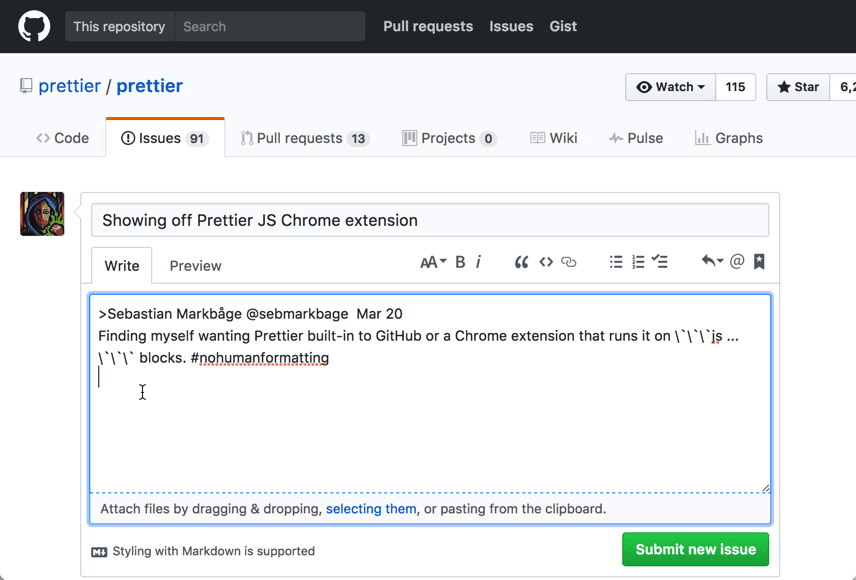 This repository Search Pull requests Issues Gist
prettier / prettier Watch 115 Star 6,2
Code Issues 91 Pull requests 13 Projects 0 Wiki Pulse Graphs
Showing off Prettier JS Chrome extension
Write Preview AA B i “ <> @
>Sebastian Markbåge @sebmarkbage  Mar 20
Finding myself wanting Prettier built-in to GitHub or a Chrome extension that runs it on \`\`\`js ...
\`\`\` blocks. #nohumanformatting
Attach files by dragging & dropping, selecting them, or pasting from the clipboard.
Styling with Markdown is supported Submit new issue